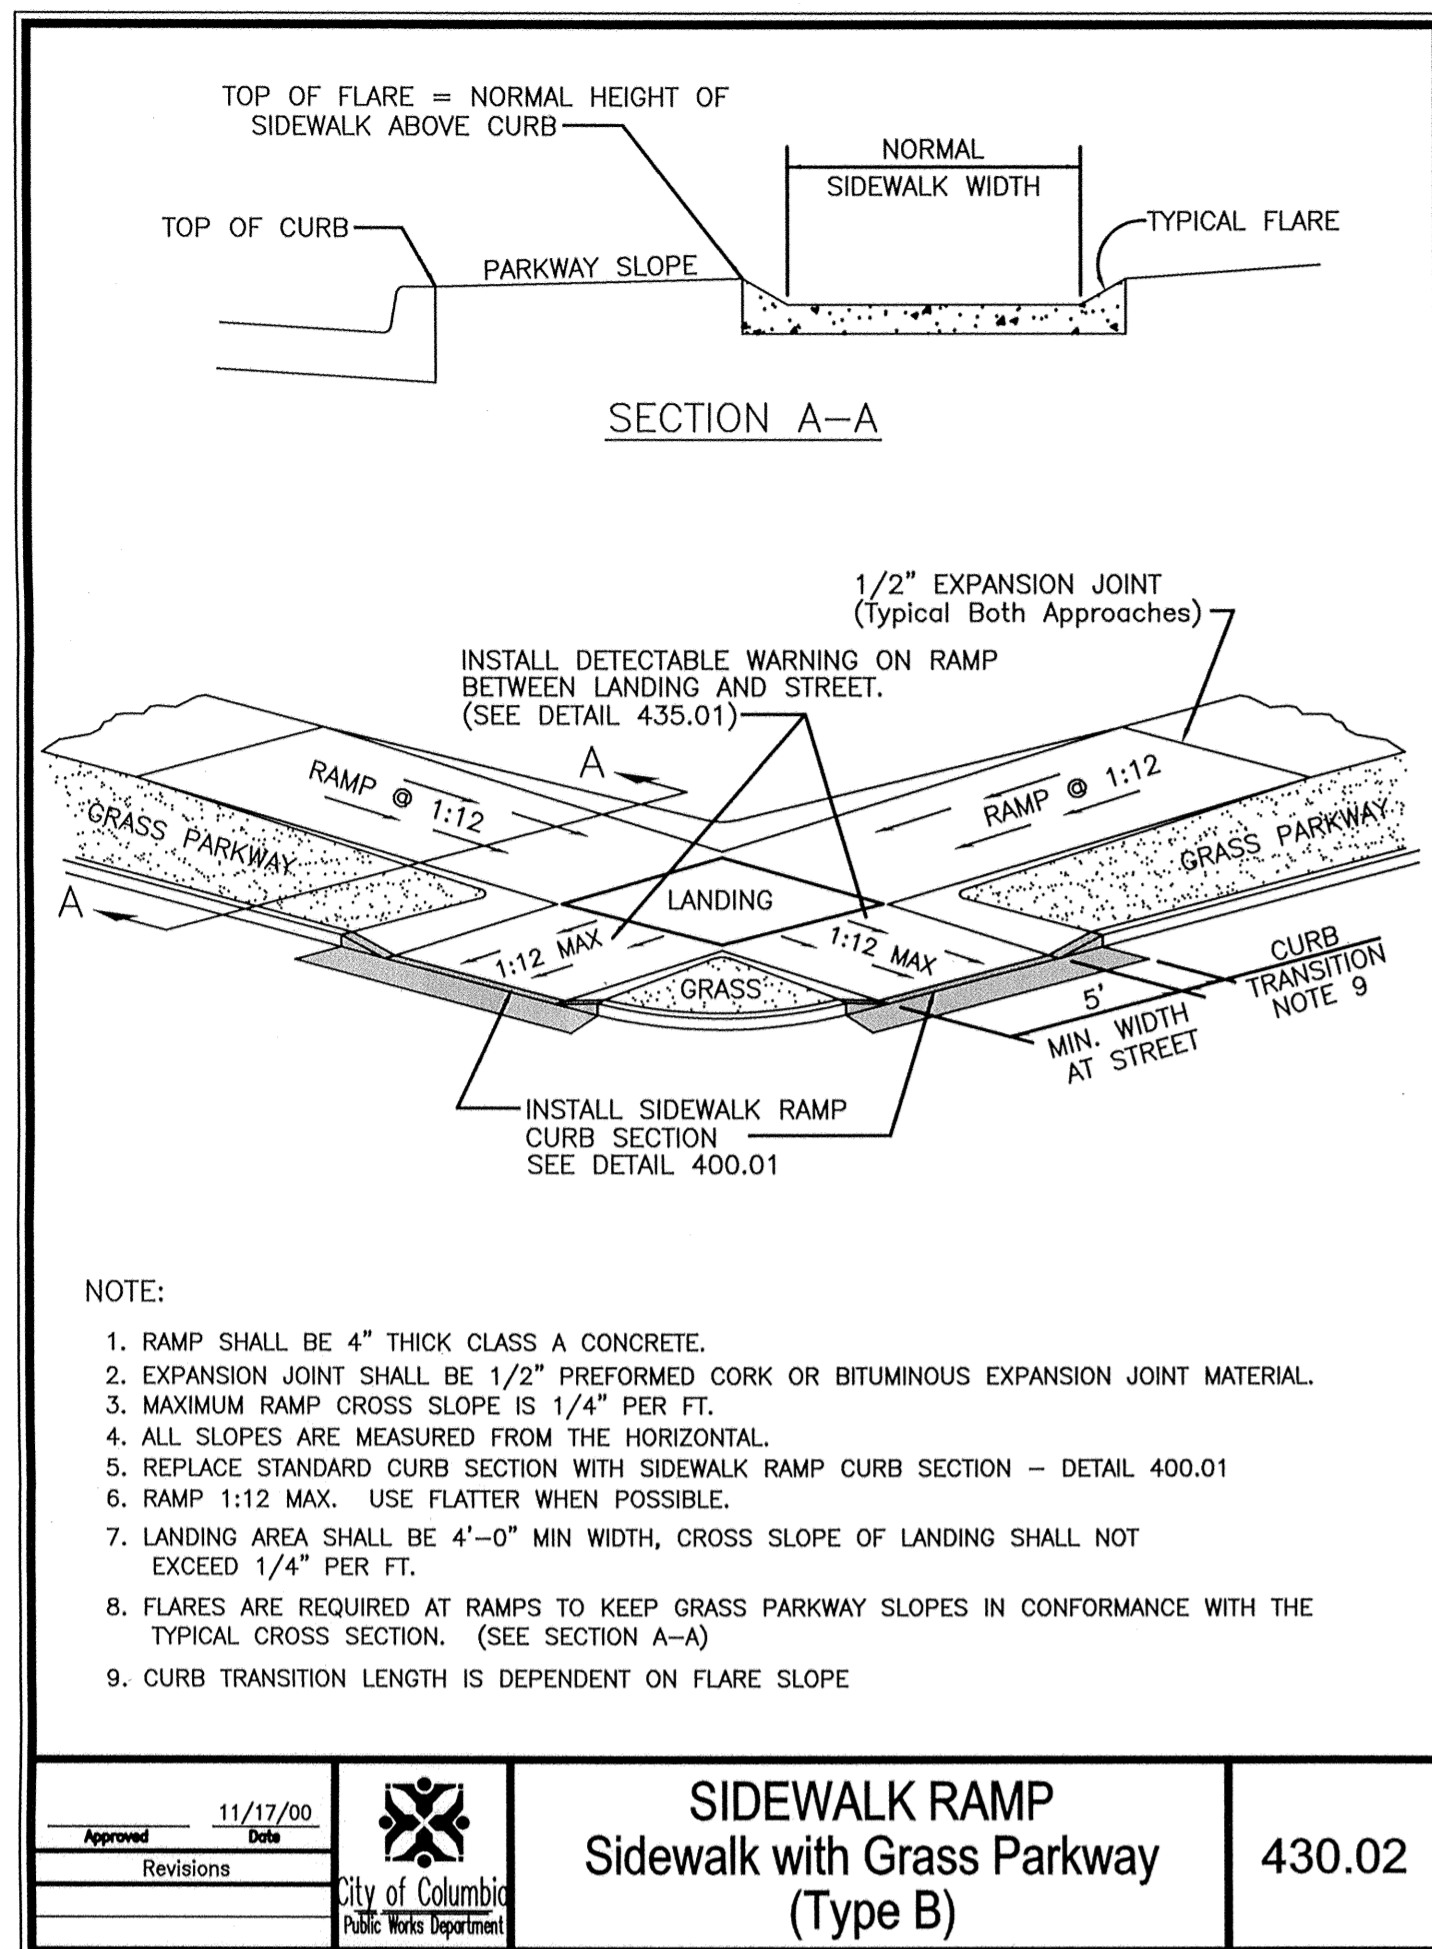 TOP OF FLARE = NORMAL HEIGHT OF
SIDEWALK ABOVE CURB
NORMAL
SIDEWALK WIDTH
TYPICAL FLARE
TOP OF CURB
PARKWAY SLOPE
SECTION A-A
1/2" EXPANSION JOINT
(Typical Both Approaches)
INSTALL DETECTABLE WARNING ON RAMP
BETWEEN LANDING AND STREET.
(SEE DETAIL 435.01)
A
RAMP @ 1:12
RAMP @ 1:12
GRASS PARKWAY
GRASS PARKWAY
A
LANDING
1:12 MAX
1:12 MAX
GRASS
CURB
TRANSITION
NOTE 9
5'
MIN. WIDTH
AT STREET
INSTALL SIDEWALK RAMP
CURB SECTION
SEE DETAIL 400.01
NOTE:
1. RAMP SHALL BE 4" THICK CLASS A CONCRETE.
2. EXPANSION JOINT SHALL BE 1/2" PREFORMED CORK OR BITUMINOUS EXPANSION JOINT MATERIAL.
3. MAXIMUM RAMP CROSS SLOPE IS 1/4" PER FT.
4. ALL SLOPES ARE MEASURED FROM THE HORIZONTAL.
5. REPLACE STANDARD CURB SECTION WITH SIDEWALK RAMP CURB SECTION - DETAIL 400.01
6. RAMP 1:12 MAX. USE FLATTER WHEN POSSIBLE.
7. LANDING AREA SHALL BE 4'-0" MIN WIDTH, CROSS SLOPE OF LANDING SHALL NOT
EXCEED 1/4" PER FT.
8. FLARES ARE REQUIRED AT RAMPS TO KEEP GRASS PARKWAY SLOPES IN CONFORMANCE WITH THE
TYPICAL CROSS SECTION. (SEE SECTION A-A)
9. CURB TRANSITION LENGTH IS DEPENDENT ON FLARE SLOPE
11/17/00
Approved Date
Revisions
City of Columbia
Public Works Department
SIDEWALK RAMP
Sidewalk with Grass Parkway
(Type B)
430.02